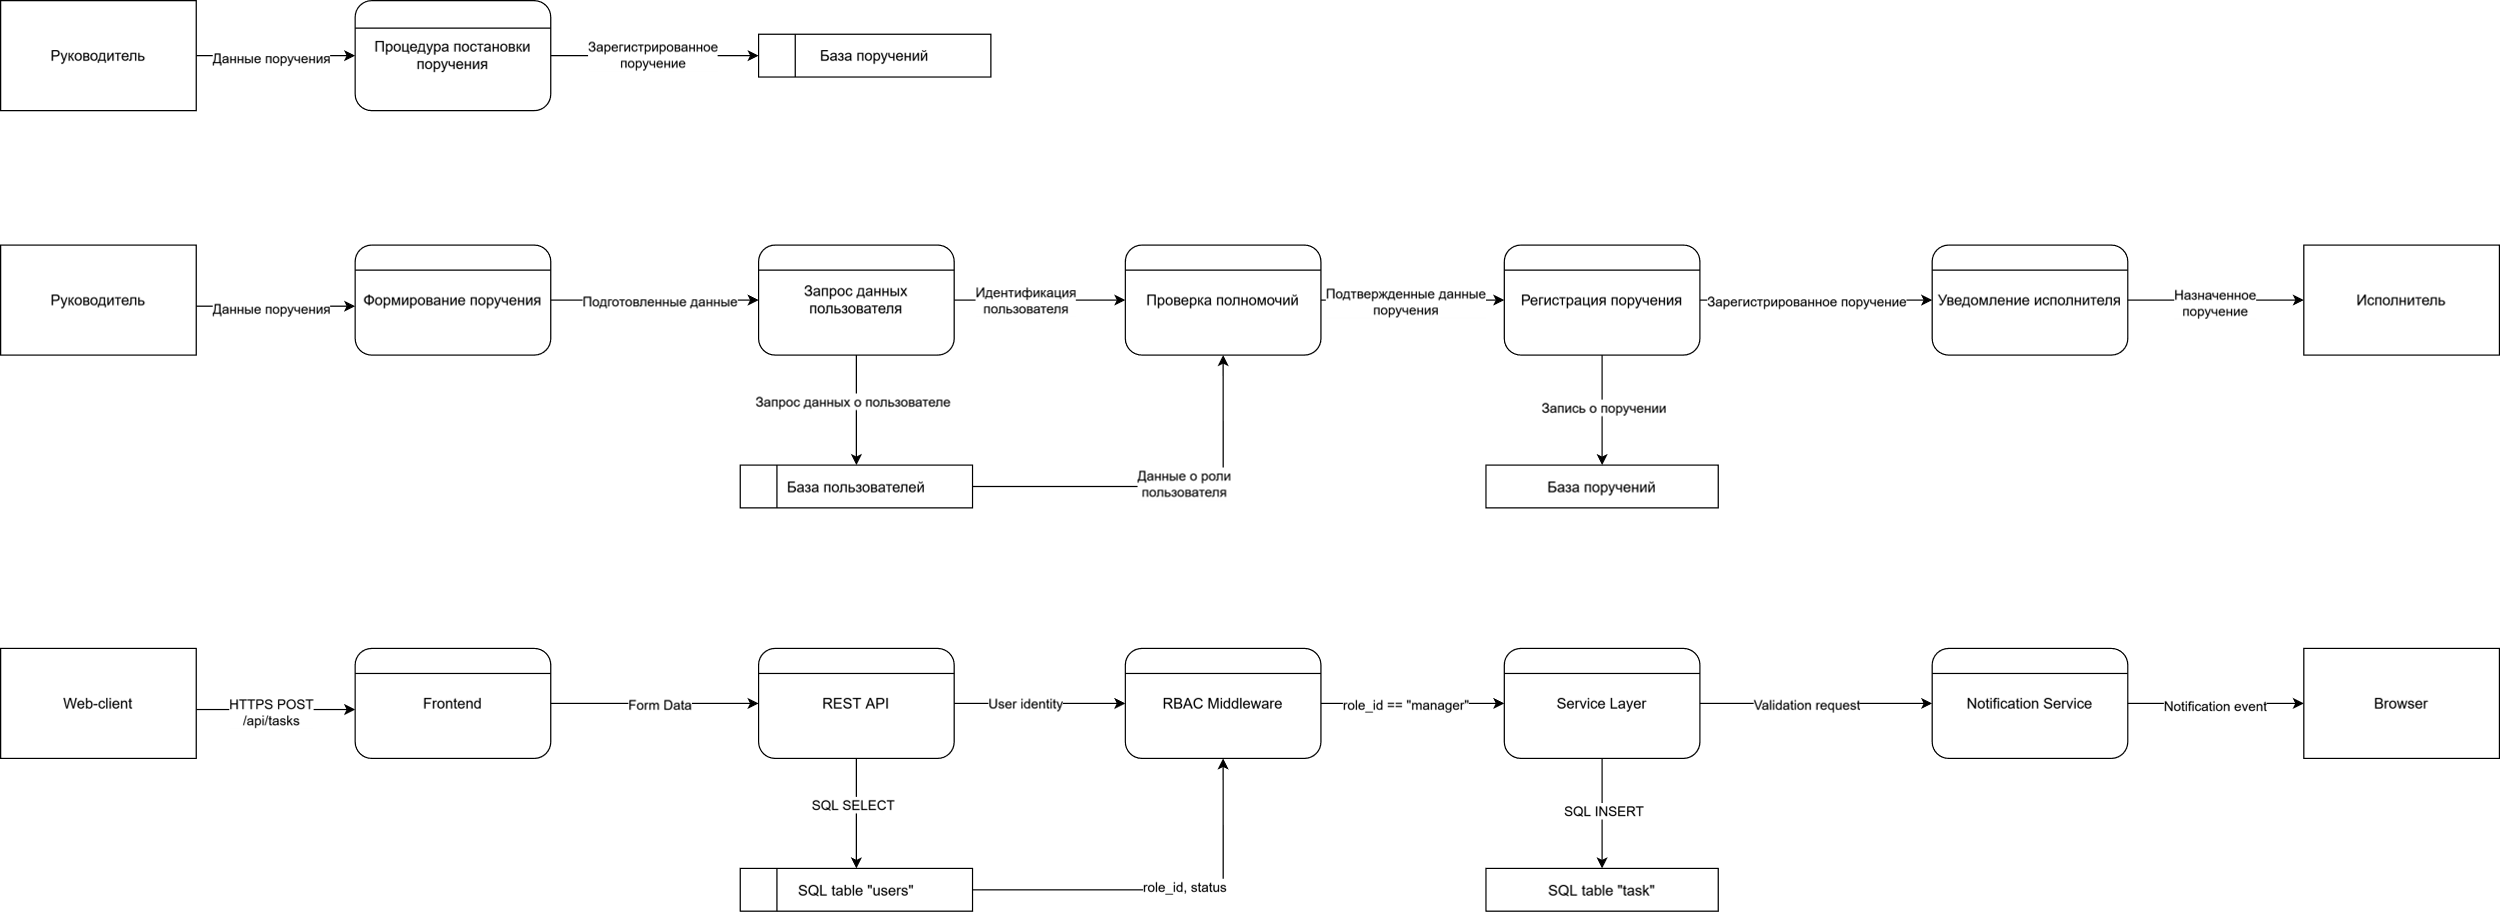 Руководитель
Данные поручения
Процедура постановки
поручения
Зарегистрированное
поручение
База поручений
Руководитель
Данные поручения
Формирование поручения
Подготовленные данные
Запрос данных
пользователя
Идентификация
пользователя
Проверка полномочий
Подтвержденные данные
поручения
Регистрация поручения
Зарегистрированное поручение
Уведомление исполнителя
Назначенное
поручение
Исполнитель
Запрос данных о пользователе
Запись о поручении
База пользователей
Данные о роли
пользователя
База поручений
Web-client
HTTPS POST
/api/tasks
Frontend
Form Data
REST API
User identity
RBAC Middleware
role_id == "manager"
Service Layer
Validation request
Notification Service
Notification event
Browser
SQL SELECT
SQL INSERT
SQL table "users"
role_id, status
SQL table "task"